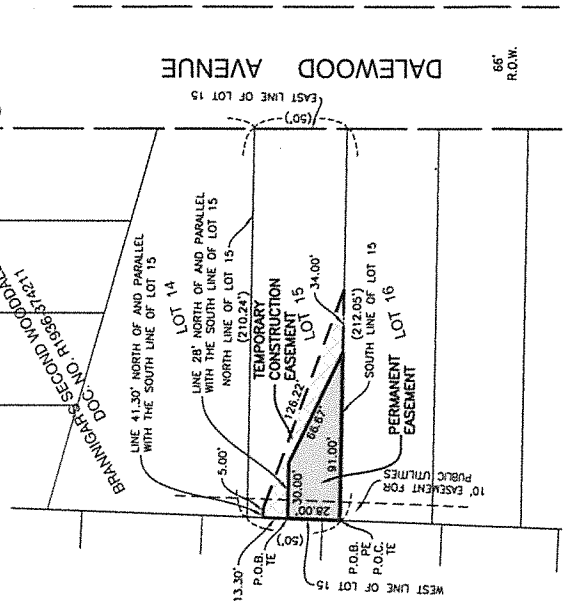 DALEWOOD AVENUE
66'
R.O.W.
EAST LINE OF LOT 15
(50')
BRANNIGAR'S SECOND
DOC. NO. R1936-374211
LINE 41.30' NORTH OF AND PARALLEL
WITH THE SOUTH LINE OF LOT 15
LOT 14
LINE 28' NORTH OF AND PARALLEL
WITH THE SOUTH LINE OF LOT 15
NORTH LINE OF LOT 15
(210.24')
TEMPORARY
CONSTRUCTION
EASEMENT
LOT 15
34.00'
126.22'
66.67'
(212.05')
SOUTH LINE OF LOT 15
LOT 16
PERMANENT
EASEMENT
91.00'
5.00'
30.00'
28.00'
10' EASEMENT FOR
PUBLIC UTILITIES
(50')
13.30'
P.O.B.
TE
P.O.B.
PE
P.O.C.
TE
WEST LINE OF LOT 15